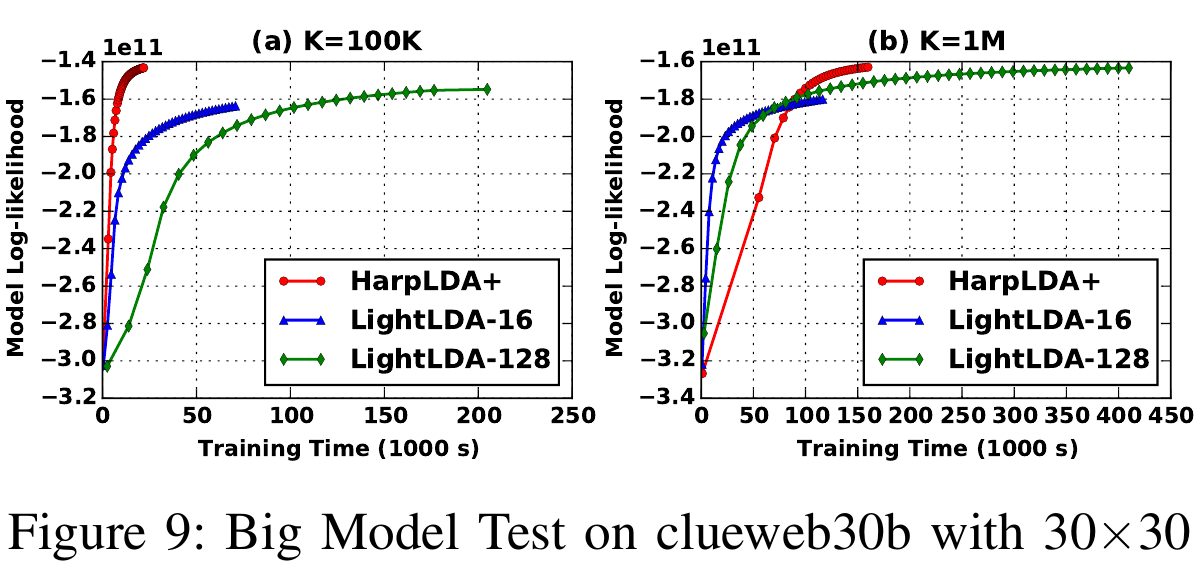 1e11 (a) K=100K
Model Log-likelihood
−1.4
−1.6
−1.8
−2.0
−2.2
−2.4
−2.6
−2.8
−3.0
−3.2
HarpLDA+
LightLDA-16
LightLDA-128
0 50 100 150 200 250
Training Time (1000 s)
1e11 (b) K=1M
Model Log-likelihood
−1.6
−1.8
−2.0
−2.2
−2.4
−2.6
−2.8
−3.0
−3.2
−3.4
HarpLDA+
LightLDA-16
LightLDA-128
0 50 100 150 200 250 300 350 400 450
Training Time (1000 s)
Figure 9: Big Model Test on clueweb30b with 30×30